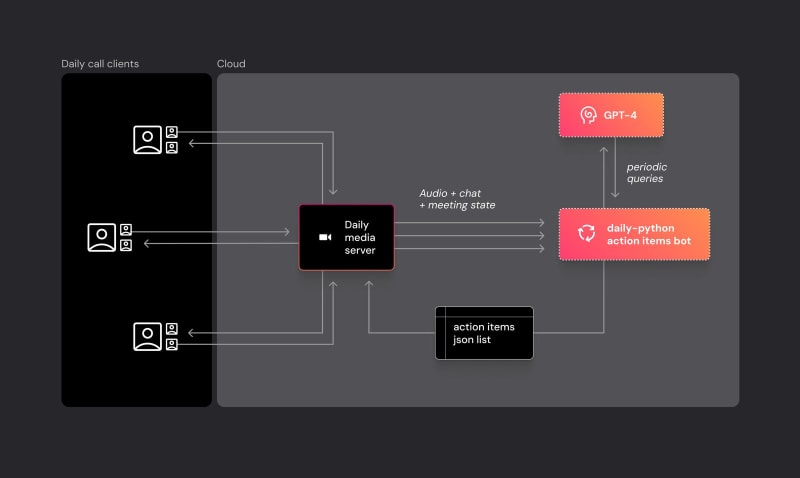 Daily call clients
Cloud
GPT-4
periodic
queries
Audio + chat
+ meeting state
Daily
media
server
daily-python
action items bot
action items
json list